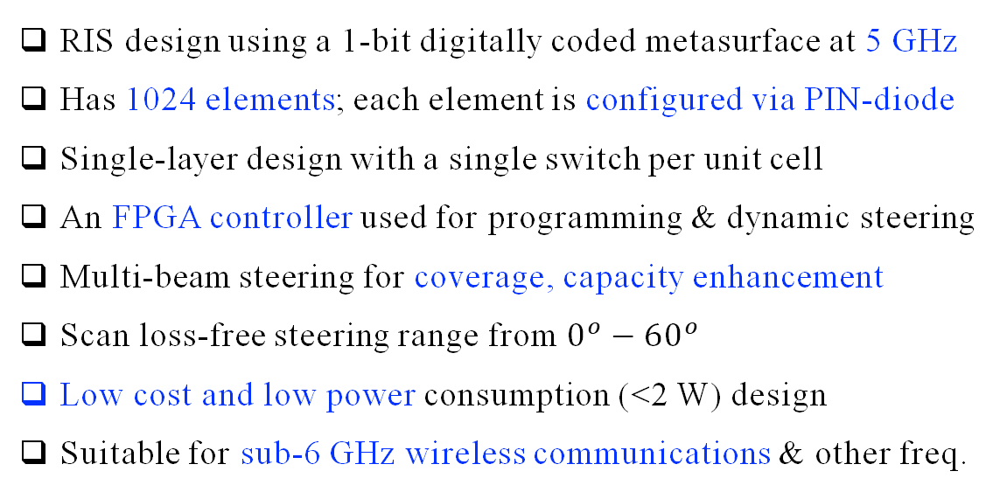 ❑ RIS design using a 1-bit digitally coded metasurface at 5 GHz
❑ Has 1024 elements; each element is configured via PIN-diode
❑ Single-layer design with a single switch per unit cell
❑ An FPGA controller used for programming & dynamic steering
❑ Multi-beam steering for coverage, capacity enhancement
❑ Scan loss-free steering range from 0° – 60°
❑ Low cost and low power consumption (<2 W) design
❑ Suitable for sub-6 GHz wireless communications & other freq.